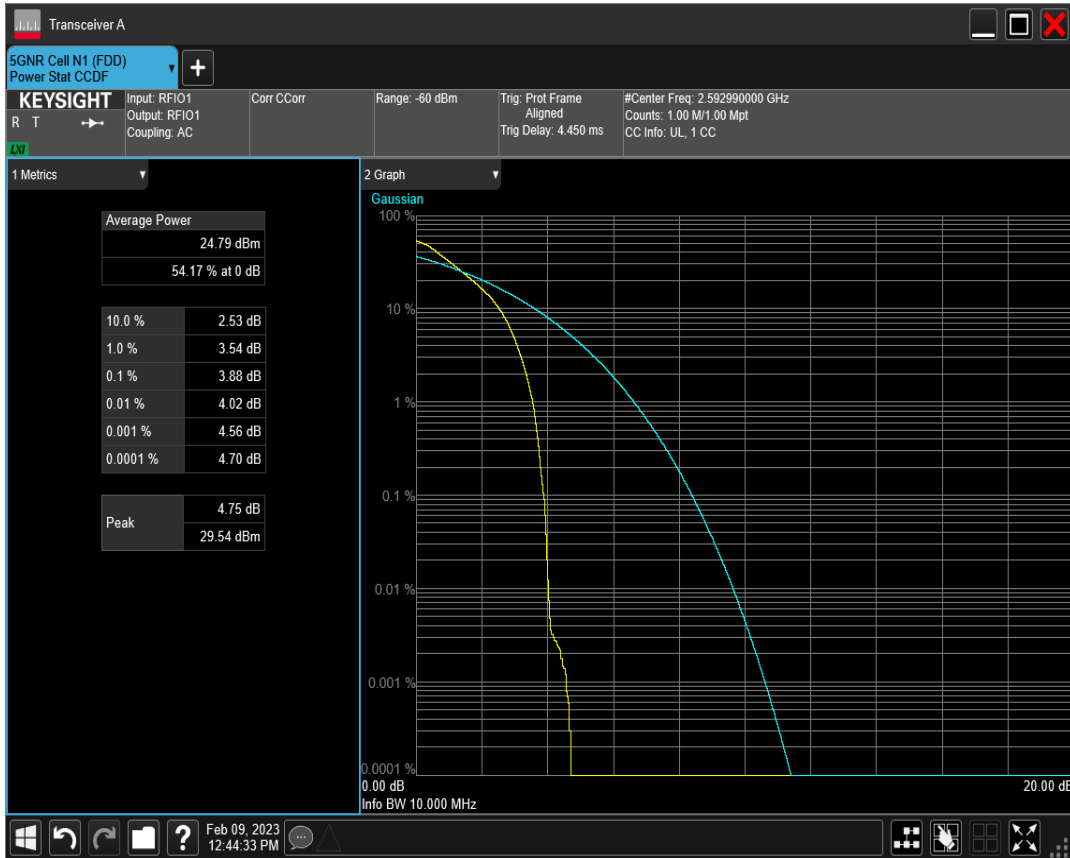 Transceiver A
5GNR Cell N1 (FDD)
Power Stat CCDF
+
KEYSIGHT
R T
LXI
Input: RFIO1
Output: RFIO1
Coupling: AC
Corr CCorr
Range: -60 dBm
Trig: Prot Frame
Aligned
Trig Delay: 4.450 ms
#Center Freq: 2.592990000 GHz
Counts: 1.00 M/1.00 Mpt
CC Info: UL, 1 CC
1 Metrics
Average Power
24.79 dBm
54.17 % at 0 dB
10.0 % 2.53 dB
1.0 % 3.54 dB
0.1 % 3.88 dB
0.01 % 4.02 dB
0.001 % 4.56 dB
0.0001 % 4.70 dB
Peak
4.75 dB
29.54 dBm
2 Graph
Gaussian
100 %
10 %
1 %
0.1 %
0.01 %
0.001 %
0.0001 %
0.00 dB 20.00 dB
Info BW 10.000 MHz
?
Feb 09, 2023
12:44:33 PM